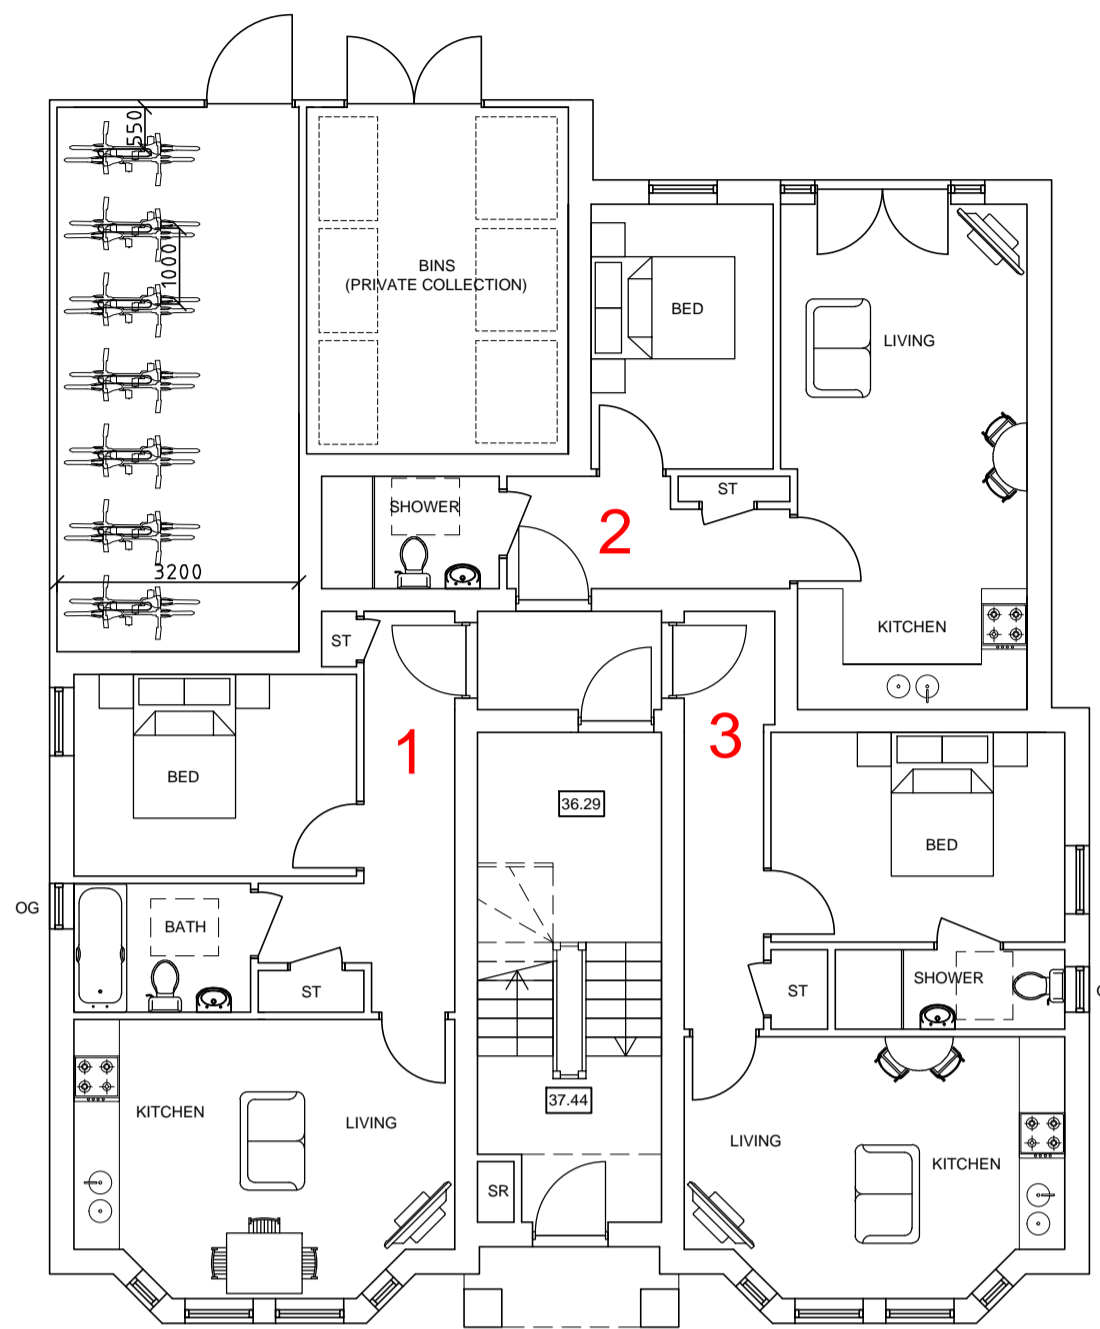 550
1000
BINS
(PRIVATE COLLECTION)
BED
LIVING
ST
SHOWER
2
3200
KITCHEN
ST
1
3
BED
36.29
BED
OG
BATH
ST
ST
SHOWER
37.44
KITCHEN
LIVING
LIVING
KITCHEN
SR